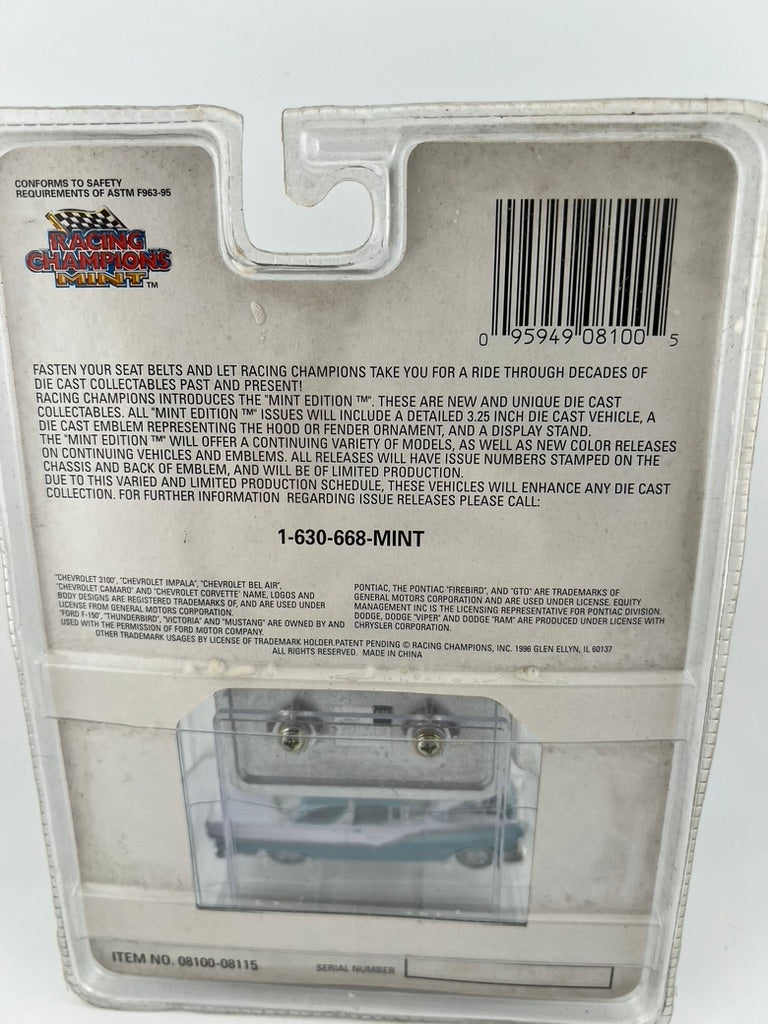 CONFORMS TO SAFETY
REQUIREMENTS OF ASTM F963-95
RACING
CHAMPIONS
MINT™
0 95949 08100 5
FASTEN YOUR SEAT BELTS AND LET RACING CHAMPIONS TAKE YOU FOR A RIDE THROUGH DECADES OF
DIE CAST COLLECTABLES PAST AND PRESENT!
RACING CHAMPIONS INTRODUCES THE "MINT EDITION ™". THESE ARE NEW AND UNIQUE DIE CAST
COLLECTABLES. ALL "MINT EDITION ™" ISSUES WILL INCLUDE A DETAILED 3.25 INCH DIE CAST VEHICLE, A
DIE CAST EMBLEM REPRESENTING THE HOOD OR FENDER ORNAMENT, AND A DISPLAY STAND.
THE "MINT EDITION ™" WILL OFFER A CONTINUING VARIETY OF MODELS, AS WELL AS NEW COLOR RELEASES
ON CONTINUING VEHICLES AND EMBLEMS. ALL RELEASES WILL HAVE ISSUE NUMBERS STAMPED ON THE
CHASSIS AND BACK OF EMBLEM, AND WILL BE OF LIMITED PRODUCTION.
DUE TO THIS VARIED AND LIMITED PRODUCTION SCHEDULE, THESE VEHICLES WILL ENHANCE ANY DIE CAST
COLLECTION. FOR FURTHER INFORMATION REGARDING ISSUE RELEASES PLEASE CALL:
1-630-668-MINT
"CHEVROLET 3100", "CHEVROLET IMPALA", "CHEVROLET BEL AIR",
"CHEVROLET CAMARO" AND "CHEVROLET CORVETTE" NAME, LOGOS AND
BODY DESIGNS ARE REGISTERED TRADEMARKS OF, AND ARE USED UNDER
LICENSE FROM GENERAL MOTORS CORPORATION.
"FORD F-150", "THUNDERBIRD", "VICTORIA" AND "MUSTANG" ARE OWNED BY AND
USED WITH THE PERMISSION OF FORD MOTOR COMPANY.
PONTIAC, THE PONTIAC "FIREBIRD", AND "GTO" ARE TRADEMARKS OF
GENERAL MOTORS CORPORATION AND ARE USED UNDER LICENSE. EQUITY
MANAGEMENT INC IS THE LICENSING REPRESENTATIVE FOR PONTIAC DIVISION.
DODGE, DODGE "VIPER" AND DODGE "RAM" ARE PRODUCED UNDER LICENSE WITH
CHRYSLER CORPORATION.
OTHER TRADEMARK USAGES BY LICENSE OF TRADEMARK HOLDER.PATENT PENDING © RACING CHAMPIONS, INC. 1996 GLEN ELLYN, IL 60137
ALL RIGHTS RESERVED. MADE IN CHINA
ITEM NO. 08100-08115
SERIAL NUMBER